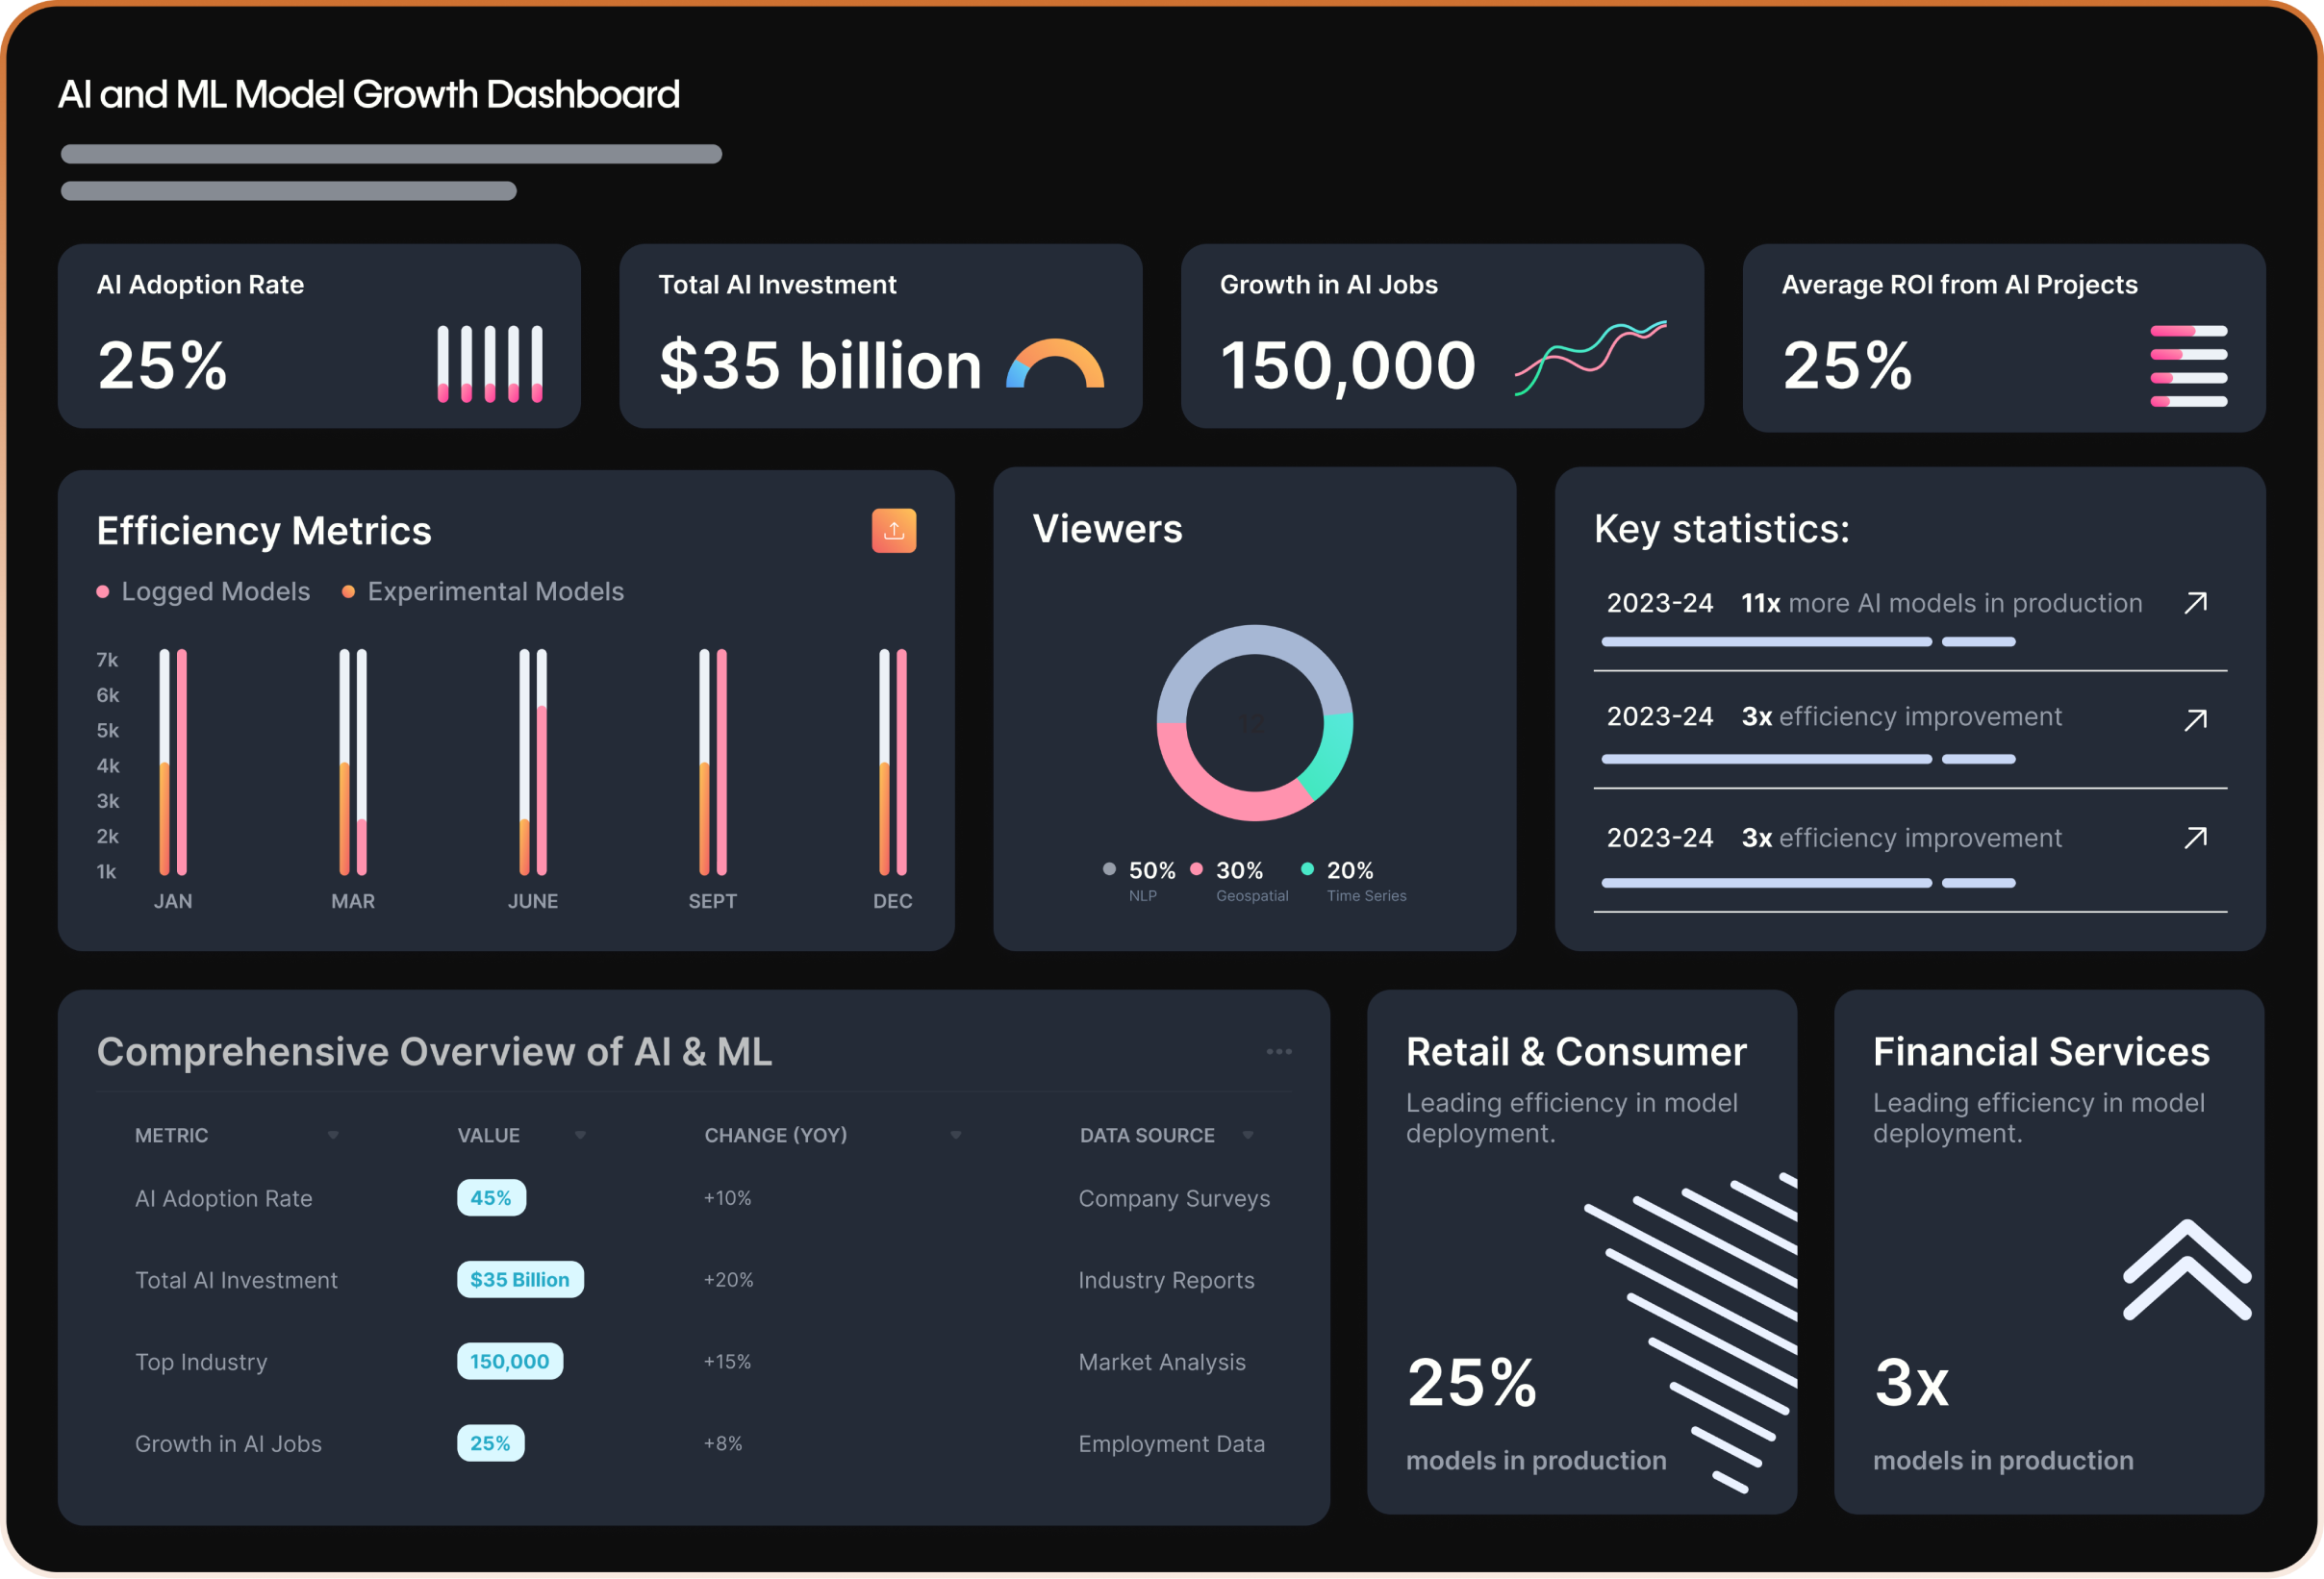 AI and ML Model Growth Dashboard
AI Adoption Rate
25%
Total AI Investment
$35 billion
Growth in AI Jobs
150,000
Average ROI from AI Projects
25%
Efficiency Metrics
Logged Models Experimental Models
7k
6k
5k
4k
3k
2k
1k
JAN MAR JUNE SEPT DEC
Viewers
50% 30% 20%
NLP Geospatial Time Series
Key statistics:
2023-24 11x more AI models in production
2023-24 3x efficiency improvement
2023-24 3x efficiency improvement
Comprehensive Overview of AI & ML
METRIC VALUE CHANGE (YOY) DATA SOURCE
AI Adoption Rate 45% +10% Company Surveys
Total AI Investment $35 Billion +20% Industry Reports
Top Industry 150,000 +15% Market Analysis
Growth in AI Jobs 25% +8% Employment Data
Retail & Consumer
Leading efficiency in model
deployment.
25%
models in production
Financial Services
Leading efficiency in model
deployment.
3x
models in production